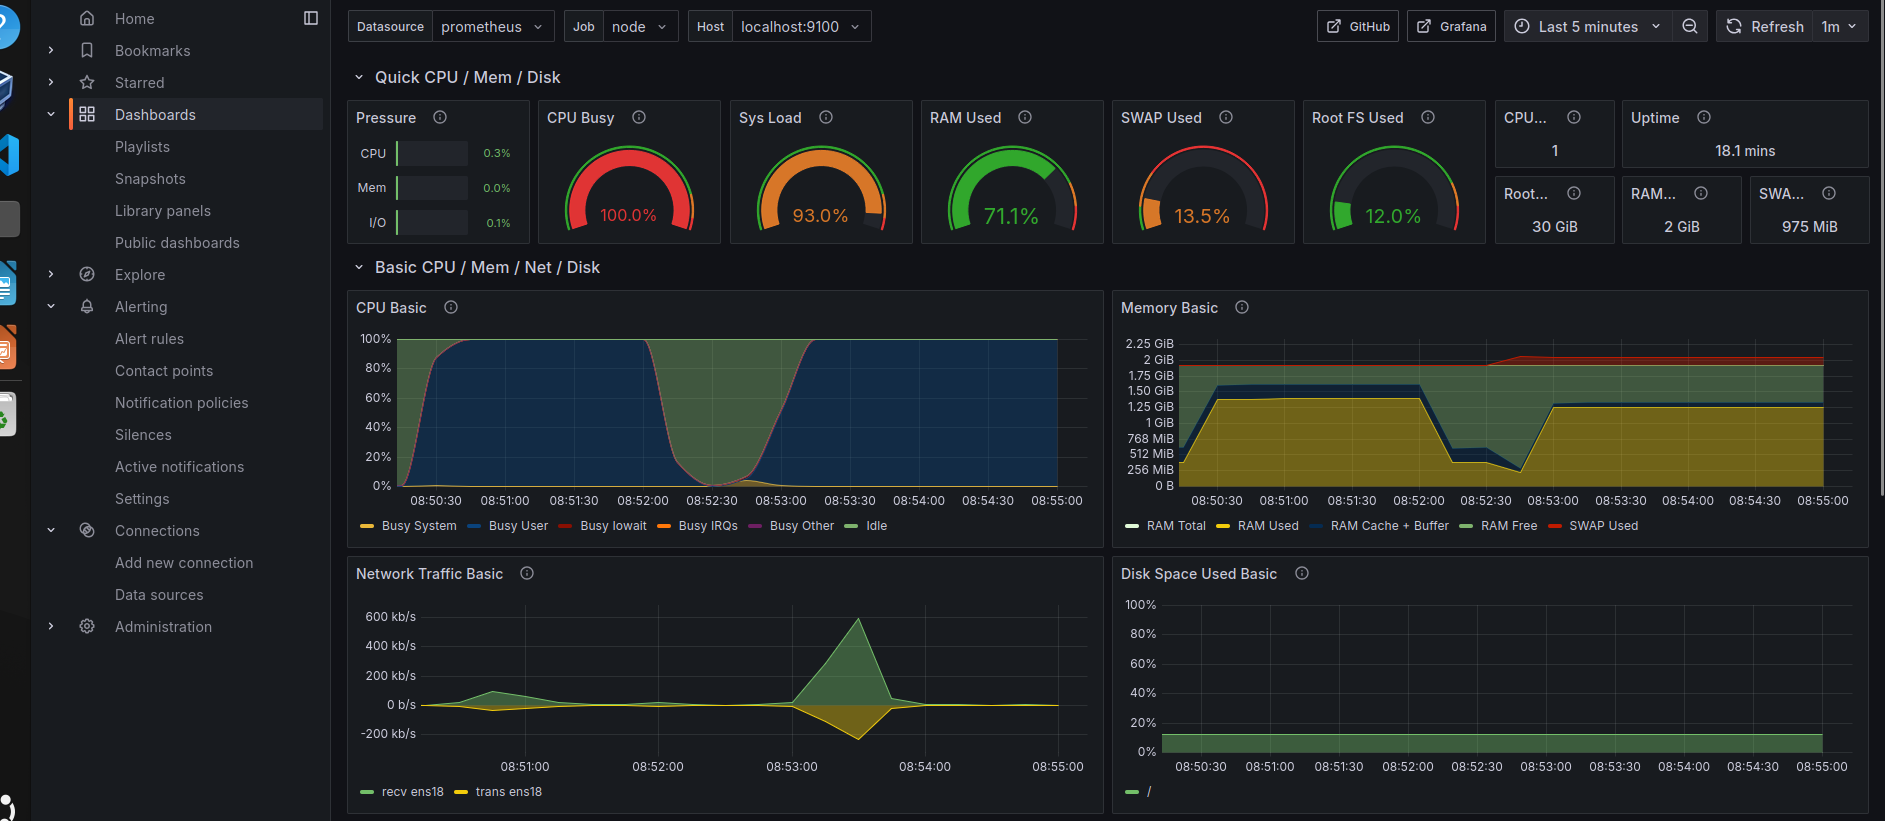 Home
Bookmarks
Starred
Dashboards
Playlists
Snapshots
Library panels
Public dashboards
Explore
Alerting
Alert rules
Contact points
Notification policies
Silences
Active notifications
Settings
Connections
Add new connection
Data sources
Administration
Datasource prometheus Job node Host localhost:9100 GitHub Grafana Last 5 minutes Refresh 1m
Quick CPU / Mem / Disk
Pressure
CPU 0.3%
Mem 0.0%
I/O 0.1%
CPU Busy
100.0%
Sys Load
93.0%
RAM Used
71.1%
SWAP Used
13.5%
Root FS Used
12.0%
CPU...
1
Uptime
18.1 mins
Root...
30 GiB
RAM...
2 GiB
SWA...
975 MiB
Basic CPU / Mem / Net / Disk
CPU Basic
100%
80%
60%
40%
20%
0%
08:50:30 08:51:00 08:51:30 08:52:00 08:52:30 08:53:00 08:53:30 08:54:00 08:54:30 08:55:00
Busy System Busy User Busy Iowait Busy IRQs Busy Other Idle
Memory Basic
2.25 GiB
2 GiB
1.75 GiB
1.50 GiB
1.25 GiB
1 GiB
768 MiB
512 MiB
256 MiB
0 B
08:50:30 08:51:00 08:51:30 08:52:00 08:52:30 08:53:00 08:53:30 08:54:00 08:54:30 08:55:00
RAM Total RAM Used RAM Cache + Buffer RAM Free SWAP Used
Network Traffic Basic
600 kb/s
400 kb/s
200 kb/s
0 b/s
-200 kb/s
08:51:00 08:52:00 08:53:00 08:54:00 08:55:00
recv ens18 trans ens18
Disk Space Used Basic
100%
80%
60%
40%
20%
0%
08:50:30 08:51:00 08:51:30 08:52:00 08:52:30 08:53:00 08:53:30 08:54:00 08:54:30 08:55:00
/